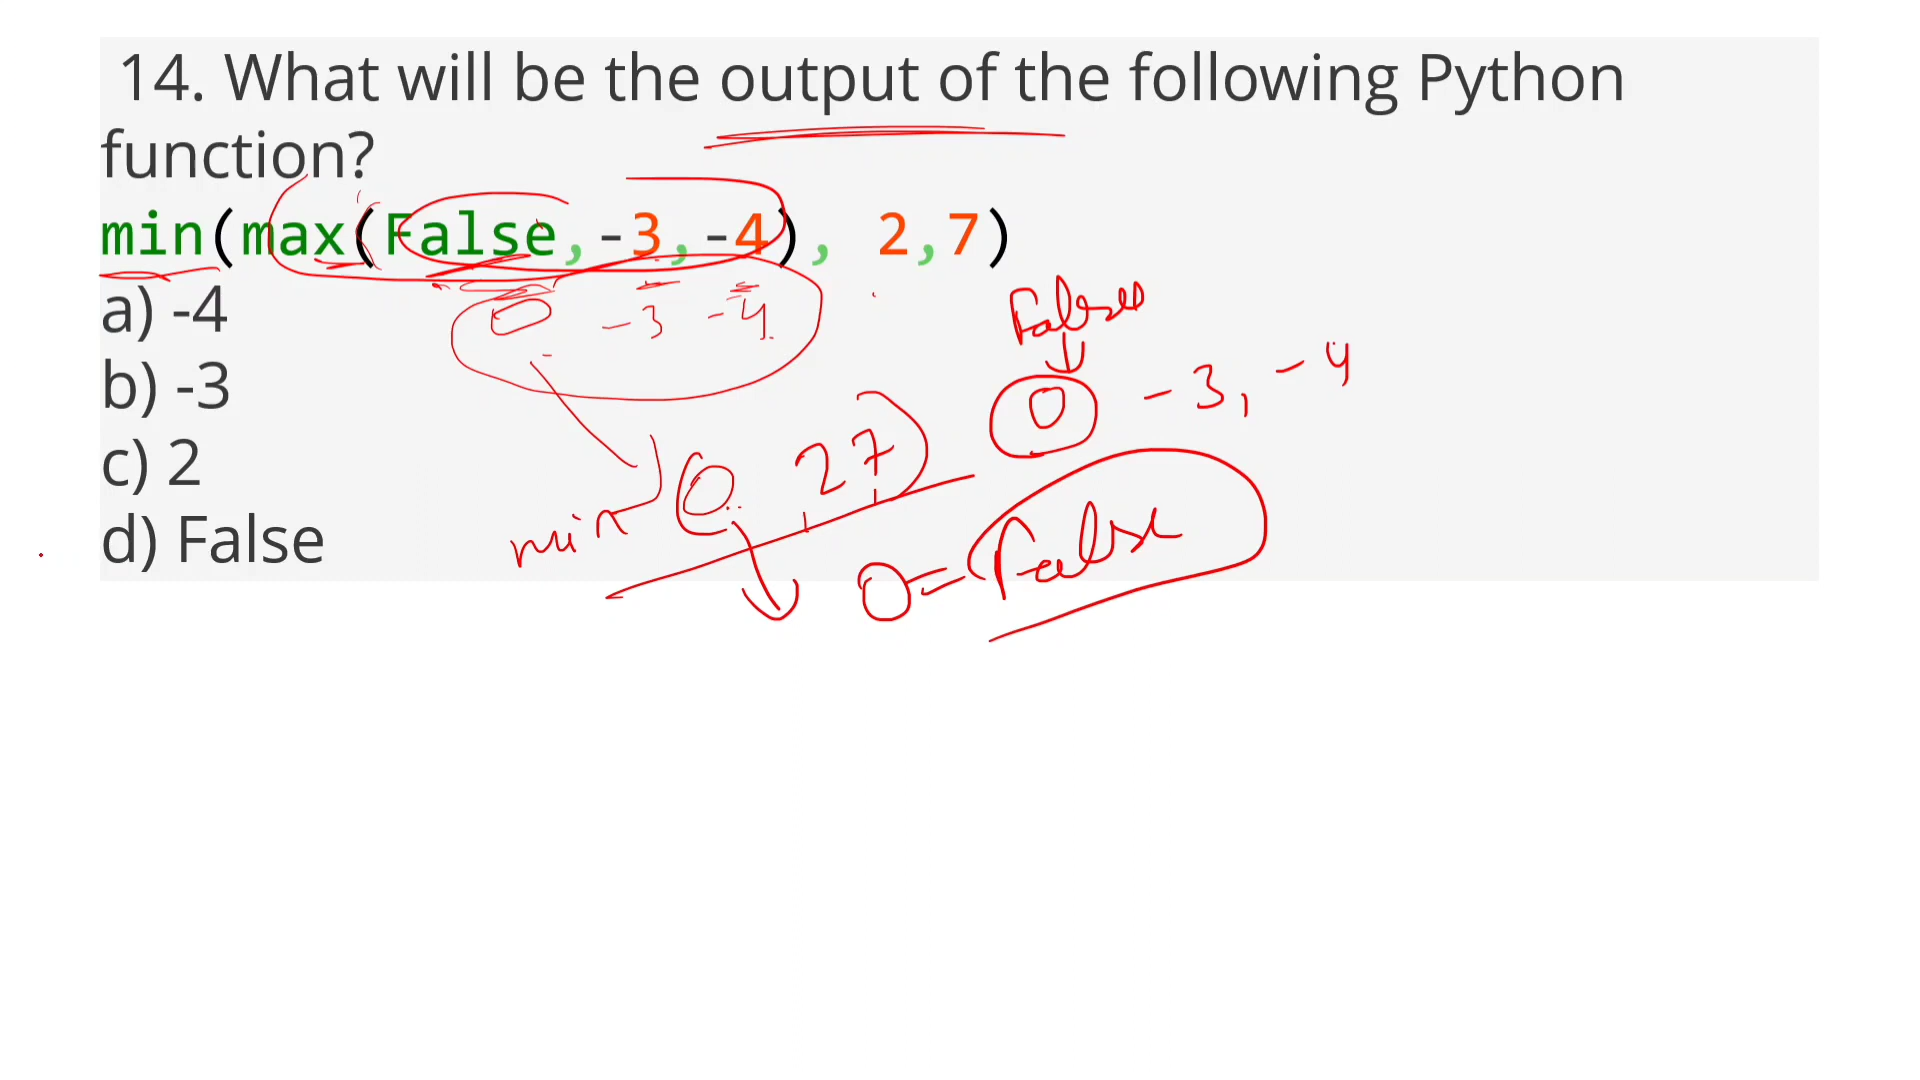 14. What will be the output of the following Python
function?
min(max(False,-3,-4), 2,7)
a) -4
b) -3
c) 2
d) False
0 -3 -4
False
0 -3, -4
min (0, 2, 7)
0 = False